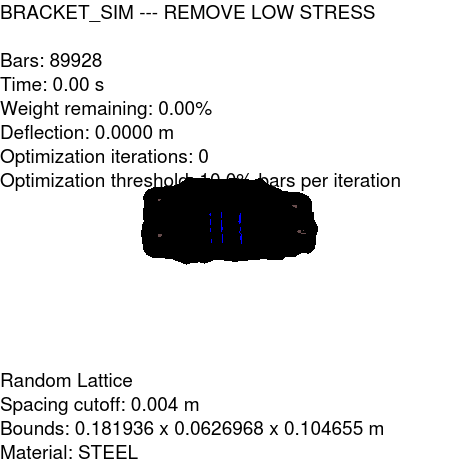 BRACKET_SIM --- REMOVE LOW STRESS
Bars: 89928
Time: 0.00 s
Weight remaining: 0.00%
Deflection: 0.0000 m
Optimization iterations: 0
Optimization threshold: 10.0% bars per iteration
Random Lattice
Spacing cutoff: 0.004 m
Bounds: 0.181936 x 0.0626968 x 0.104655 m
Material: STEEL